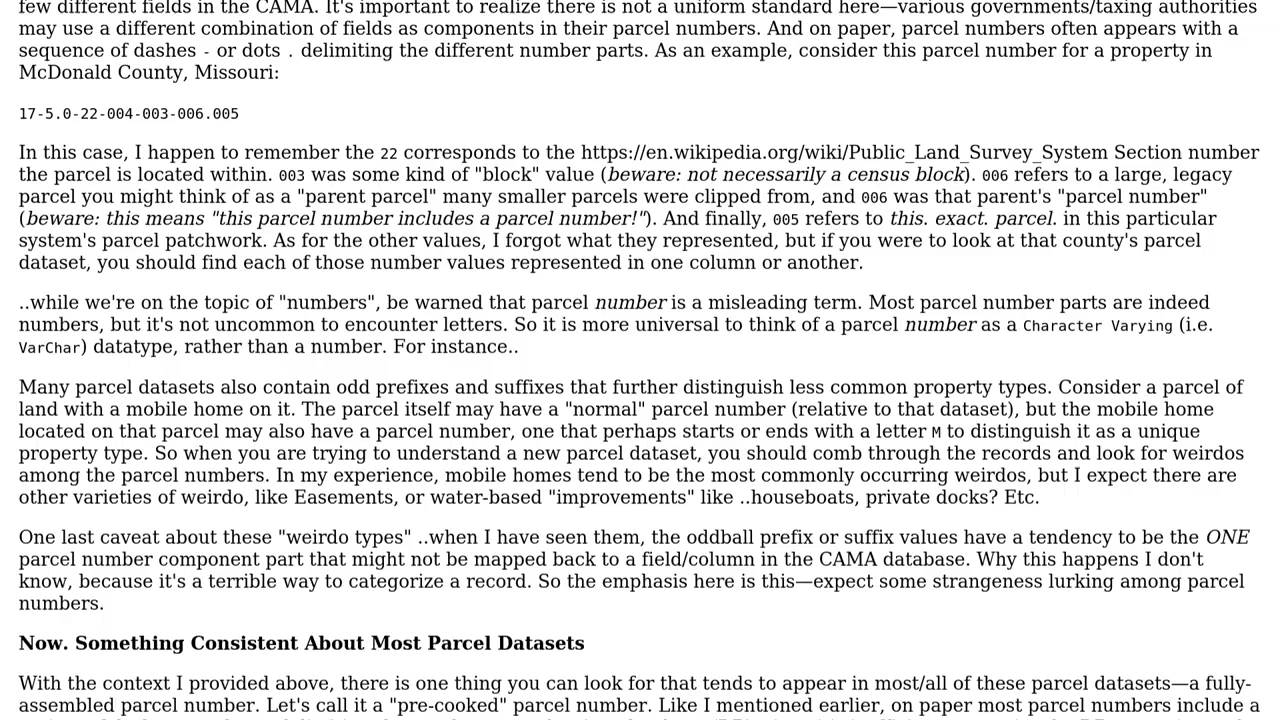 few different fields in the CAMA. It's important to realize there is not a uniform standard here—various governments/taxing authorities
may use a different combination of fields as components in their parcel numbers. And on paper, parcel numbers often appears with a
sequence of dashes - or dots . delimiting the different number parts. As an example, consider this parcel number for a property in
McDonald County, Missouri:
17-5.0-22-004-003-006.005
In this case, I happen to remember the 22 corresponds to the https://en.wikipedia.org/wiki/Public_Land_Survey_System Section number
the parcel is located within. 003 was some kind of "block" value (beware: not necessarily a census block). 006 refers to a large, legacy
parcel you might think of as a "parent parcel" many smaller parcels were clipped from, and 006 was that parent's "parcel number"
(beware: this means "this parcel number includes a parcel number!"). And finally, 005 refers to this. exact. parcel. in this particular
system's parcel patchwork. As for the other values, I forgot what they represented, but if you were to look at that county's parcel
dataset, you should find each of those number values represented in one column or another.
..while we're on the topic of "numbers", be warned that parcel number is a misleading term. Most parcel number parts are indeed
numbers, but it's not uncommon to encounter letters. So it is more universal to think of a parcel number as a Character Varying (i.e.
VarChar) datatype, rather than a number. For instance..
Many parcel datasets also contain odd prefixes and suffixes that further distinguish less common property types. Consider a parcel of
land with a mobile home on it. The parcel itself may have a "normal" parcel number (relative to that dataset), but the mobile home
located on that parcel may also have a parcel number, one that perhaps starts or ends with a letter M to distinguish it as a unique
property type. So when you are trying to understand a new parcel dataset, you should comb through the records and look for weirdos
among the parcel numbers. In my experience, mobile homes tend to be the most commonly occurring weirdos, but I expect there are
other varieties of weirdo, like Easements, or water-based "improvements" like ..houseboats, private docks? Etc.
One last caveat about these "weirdo types" ..when I have seen them, the oddball prefix or suffix values have a tendency to be the ONE
parcel number component part that might not be mapped back to a field/column in the CAMA database. Why this happens I don't
know, because it's a terrible way to categorize a record. So the emphasis here is this—expect some strangeness lurking among parcel
numbers.
Now. Something Consistent About Most Parcel Datasets
With the context I provided above, there is one thing you can look for that tends to appear in most/all of these parcel datasets—a fully-
assembled parcel number. Let's call it a "pre-cooked" parcel number. Like I mentioned earlier, on paper most parcel numbers include a